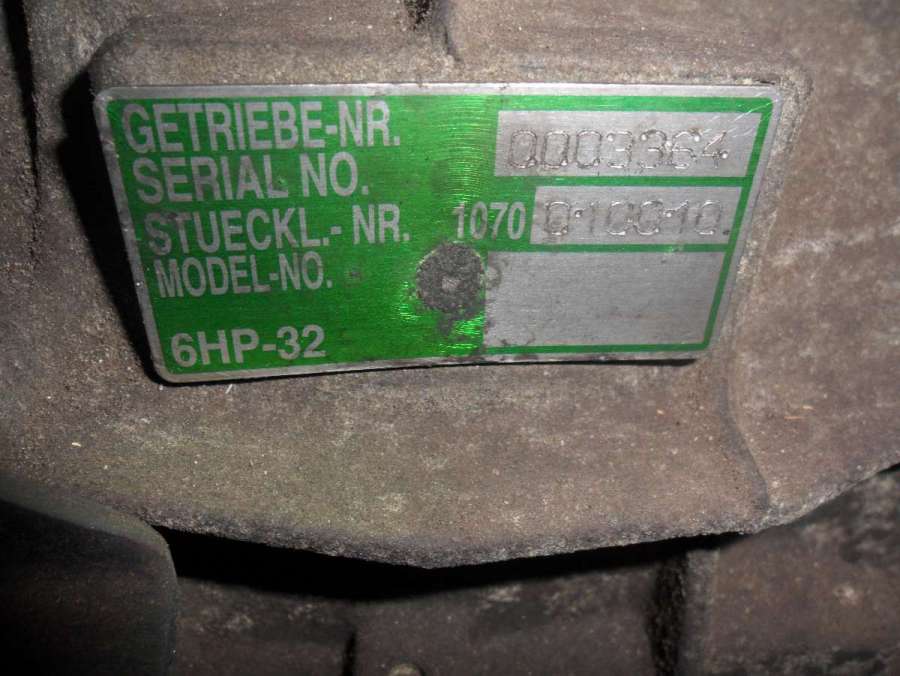 GETRIEBE-NR. 0003364
SERIAL NO.
STUECKL.- NR. 1070 010010
MODEL-NO.
6HP-32